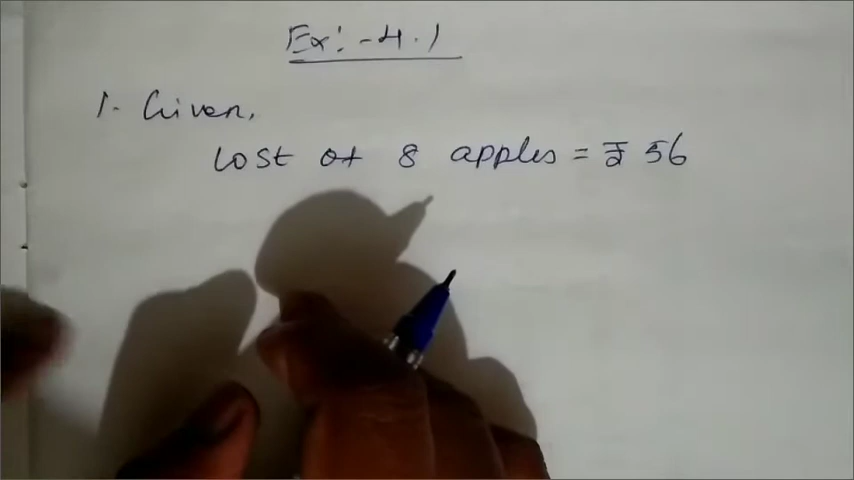 Ex:-4.1
1. Given,
Cost of 8 apples = ₹ 56